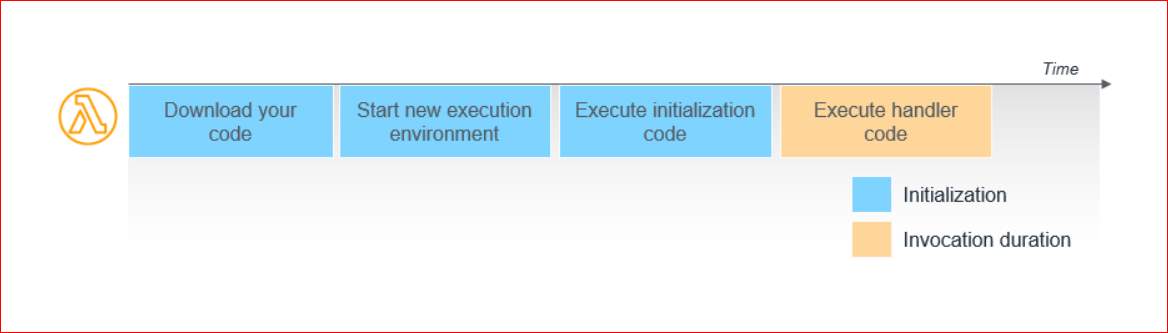 Time
Download your
code
Start new execution
environment
Execute initialization
code
Execute handler
code
Initialization
Invocation duration